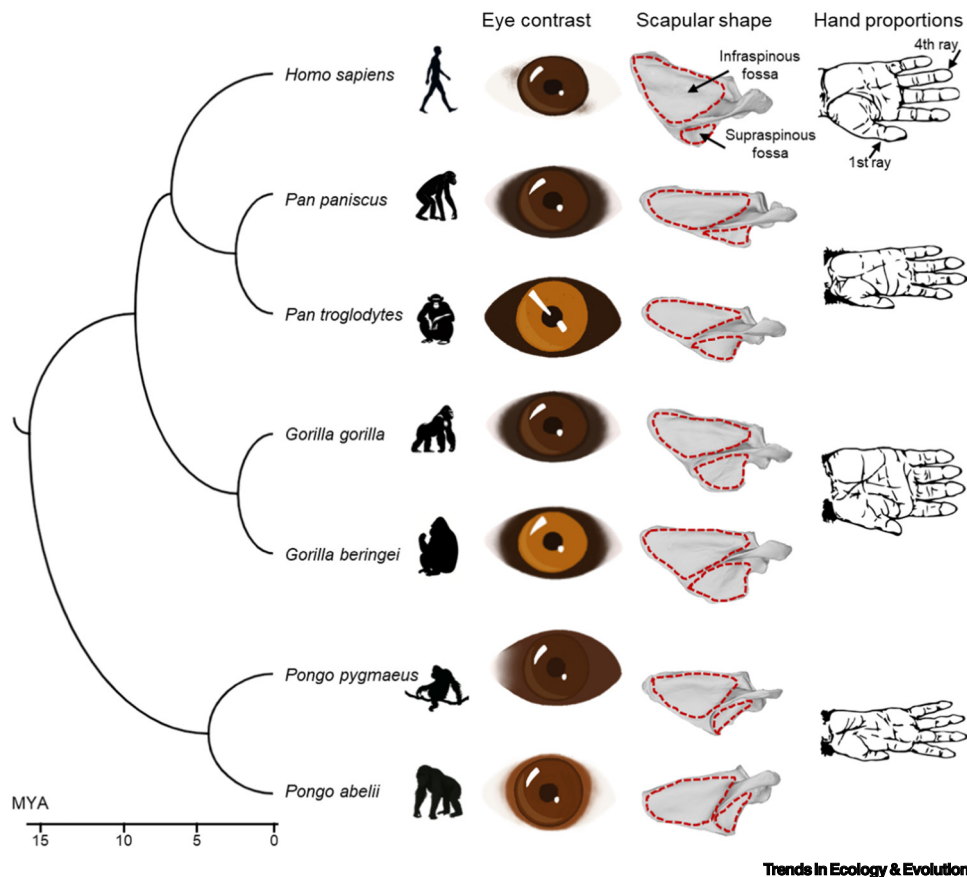 Eye contrast
Scapular shape
Hand proportions
4th ray
Homo sapiens
Infraspinous
fossa
Supraspinous
fossa
1st ray
Pan paniscus
Pan troglodytes
Gorilla gorilla
Gorilla beringei
Pongo pygmaeus
Pongo abelii
MYA
15
10
5
0
Trends in Ecology & Evolution